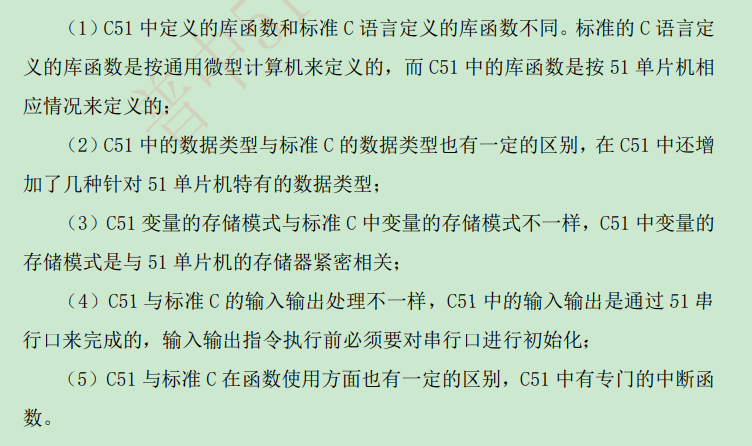 （1）C51 中定义的库函数和标准 C 语言定义的库函数不同。标准的 C 语言定
义的库函数是按通用微型计算机来定义的，而 C51 中的库函数是按 51 单片机相
应情况来定义的；
（2）C51 中的数据类型与标准 C 的数据类型也有一定的区别，在 C51 中还增
加了几种针对 51 单片机特有的数据类型；
（3）C51 变量的存储模式与标准 C 中变量的存储模式不一样，C51 中变量的
存储模式是与 51 单片机的存储器紧密相关；
（4）C51 与标准 C 的输入输出处理不一样，C51 中的输入输出是通过 51 串
行口来完成的，输入输出指令执行前必须要对串行口进行初始化；
（5）C51 与标准 C 在函数使用方面也有一定的区别，C51 中有专门的中断函
数。
普中51